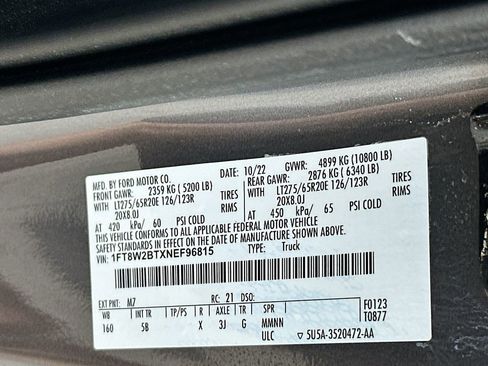 MFD. BY FORD MOTOR CO.
10/22 GVWR: 4899 KG (10800 LB)
FRONT GAWR: 2359 KG (5200 LB) REAR GAWR: 2876 KG (6340 LB)
WITH LT275/65R20E 126/123R TIRES WITH LT275/65R20E 126/123R TIRES
20X8.0J RIMS 20X8.0J RIMS
AT 420 kPa/ 60 PSI COLD AT 450 kPa/ 65 PSI COLD
THIS VEHICLE CONFORMS TO ALL APPLICABLE FEDERAL MOTOR VEHICLE
SAFETY STANDARDS IN EFFECT ON THE DATE OF MANUFACTURE SHOWN ABOVE.
VIN: 1FT8W2BTXNEF96815 TYPE: Truck
EXT PNT: M7 RC: 21 DSO: F0123
WB INT TR TP/PS R AXLE TR T0877
160 5B X 3J G MMNN
ULC 5U5A-3520472-AA